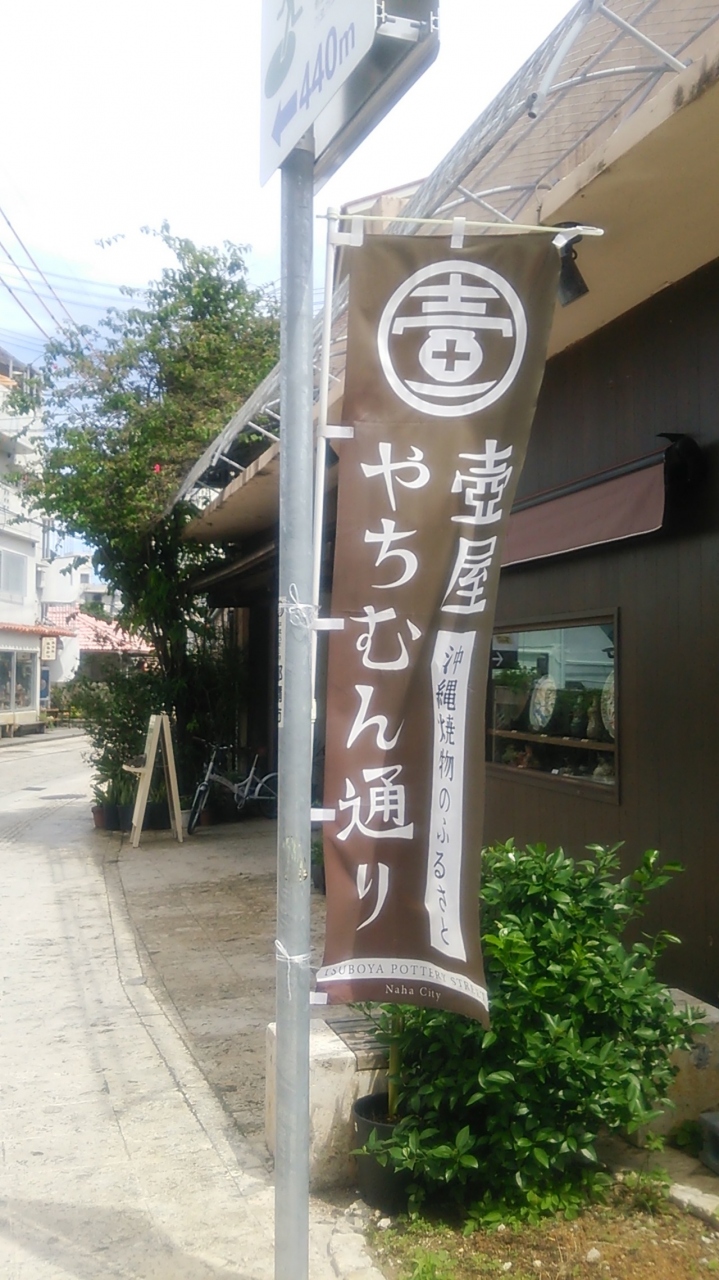 440m
壺
壺屋
沖縄焼物のふるさと
やちむん通り
TSUBOYA POTTERY STREET
Naha City